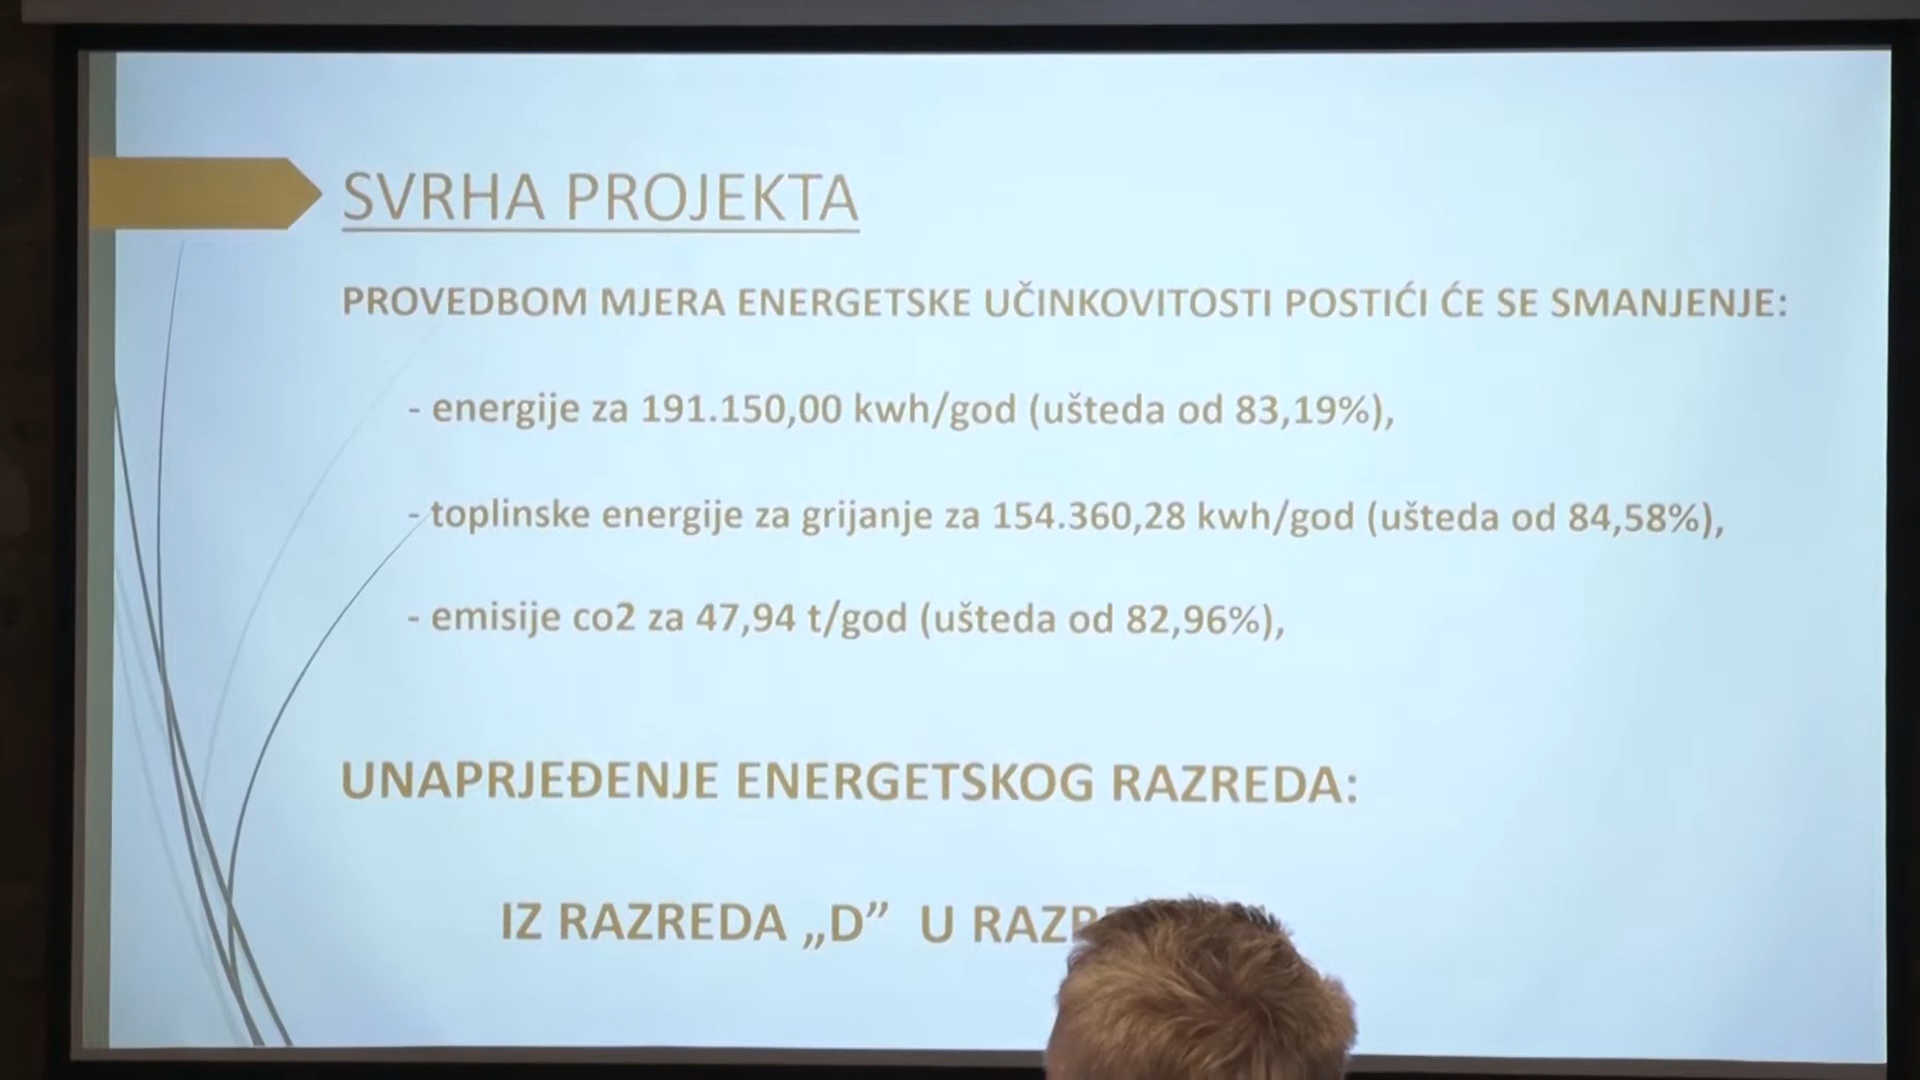 SVRHA PROJEKTA
PROVEDBOM MJERA ENERGETSKE UČINKOVITOSTI POSTIĆI ĆE SE SMANJENJE:
- energije za 191.150,00 kwh/god (ušteda od 83,19%),
- toplinske energije za grijanje za 154.360,28 kwh/god (ušteda od 84,58%),
- emisije co2 za 47,94 t/god (ušteda od 82,96%),
UNAPRJEĐENJE ENERGETSKOG RAZREDA:
IZ RAZREDA „D” U